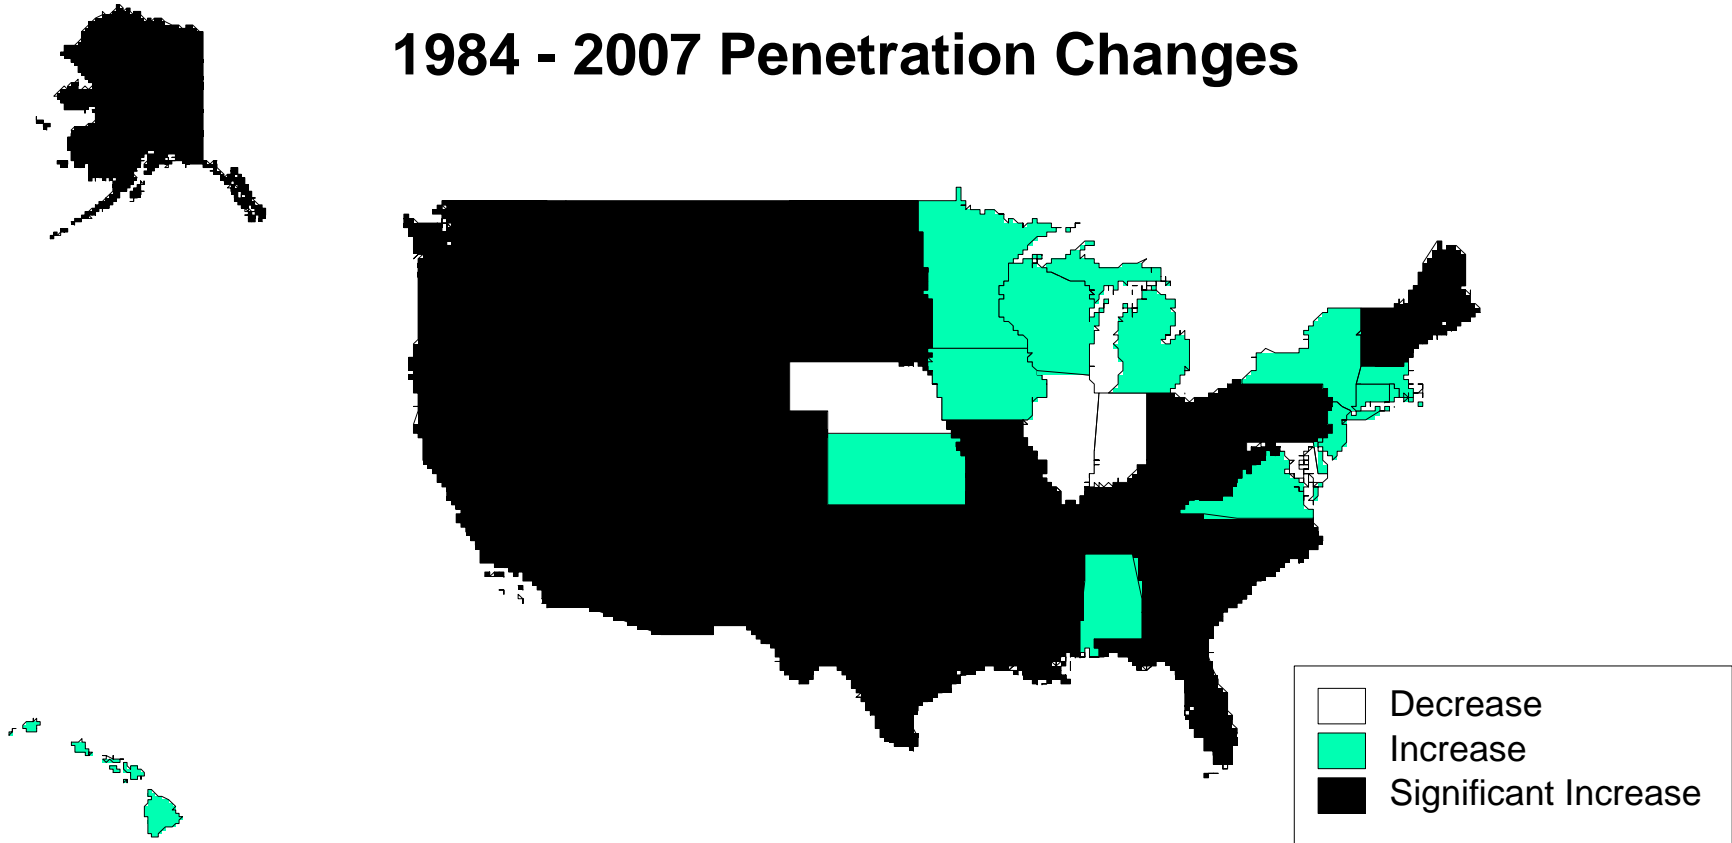 1984 - 2007 Penetration Changes
Decrease
Increase
Significant Increase